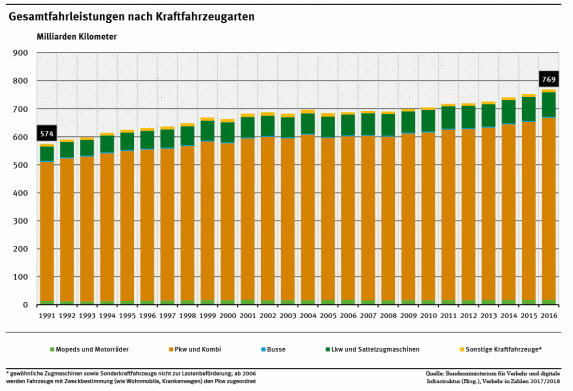 Gesamtfahrleistungen nach Kraftfahrzeugarten
Milliarden Kilometer
900
800
700
600
500
400
300
200
100
0
574
769
1991 1992 1993 1994 1995 1996 1997 1998 1999 2000 2001 2002 2003 2004 2005 2006 2007 2008 2009 2010 2011 2012 2013 2014 2015 2016
Mopeds und Motorräder Pkw und Kombi Busse Lkw und Sattelzugmaschinen Sonstige Kraftfahrzeuge*
* gewöhnliche Zugmaschinen sowie Sonderkraftfahrzeuge nicht zur Lastenbeförderung, ab 2006
werden Fahrzeuge mit Zweckbestimmung (wie Wohnmobile, Krankenwagen) den Pkw zugeordnet
Quelle: Bundesministerium für Verkehr und digitale
Infrastruktur (Hrsg.), Verkehr in Zahlen 2017/2018